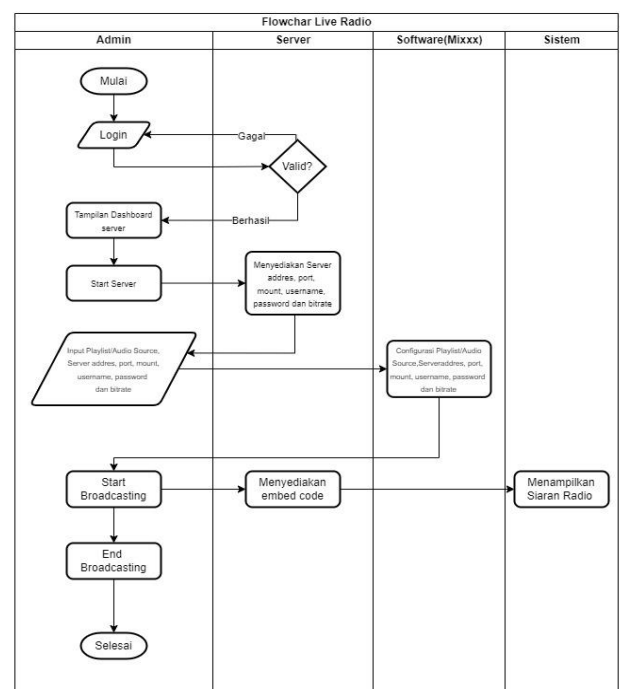 Flowchar Live Radio
Admin
Server
Software(Mixxx)
Sistem
Mulai
Login
Gagal
Valid?
Berhasil
Tampilan Dashboard
server
Start Server
Menyediakan Server
addres, port,
mount, username,
password dan bitrate
Input Playlist/Audio Source,
Server addres, port, mount,
username, password
dan bitrate
Configurasi Playlist/Audio
Source,Serveraddres, port,
mount, username, password
dan bitrate
Start
Broadcasting
Menyediakan
embed code
Menampilkan
Siaran Radio
End
Broadcasting
Selesai